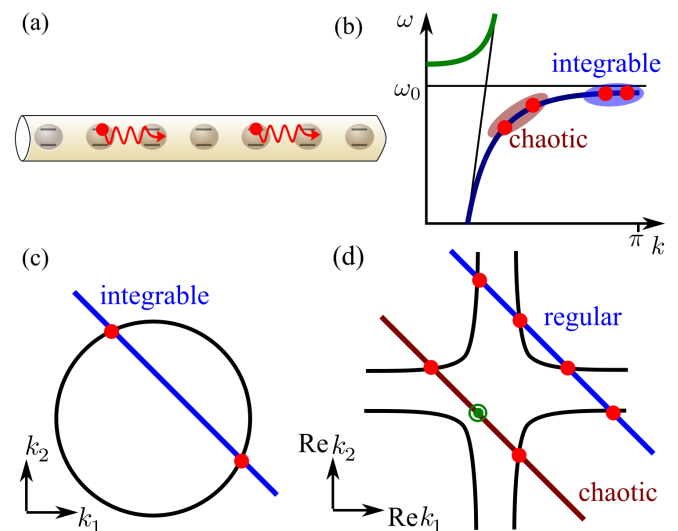 (a)
(b)
ω
integrable
ω₀
chaotic
π
k
(c)
(d)
integrable
regular
k₂
Re k₂
k₁
Re k₁
chaotic